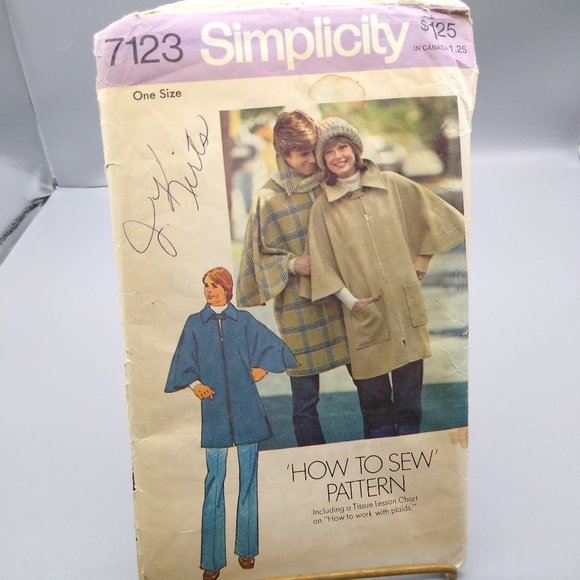 7123 Simplicity
$1.25
IN CANADA 1.25
One Size
'HOW TO SEW'
PATTERN
Including a Tissue Lesson Chart
on "How to work with plaids."